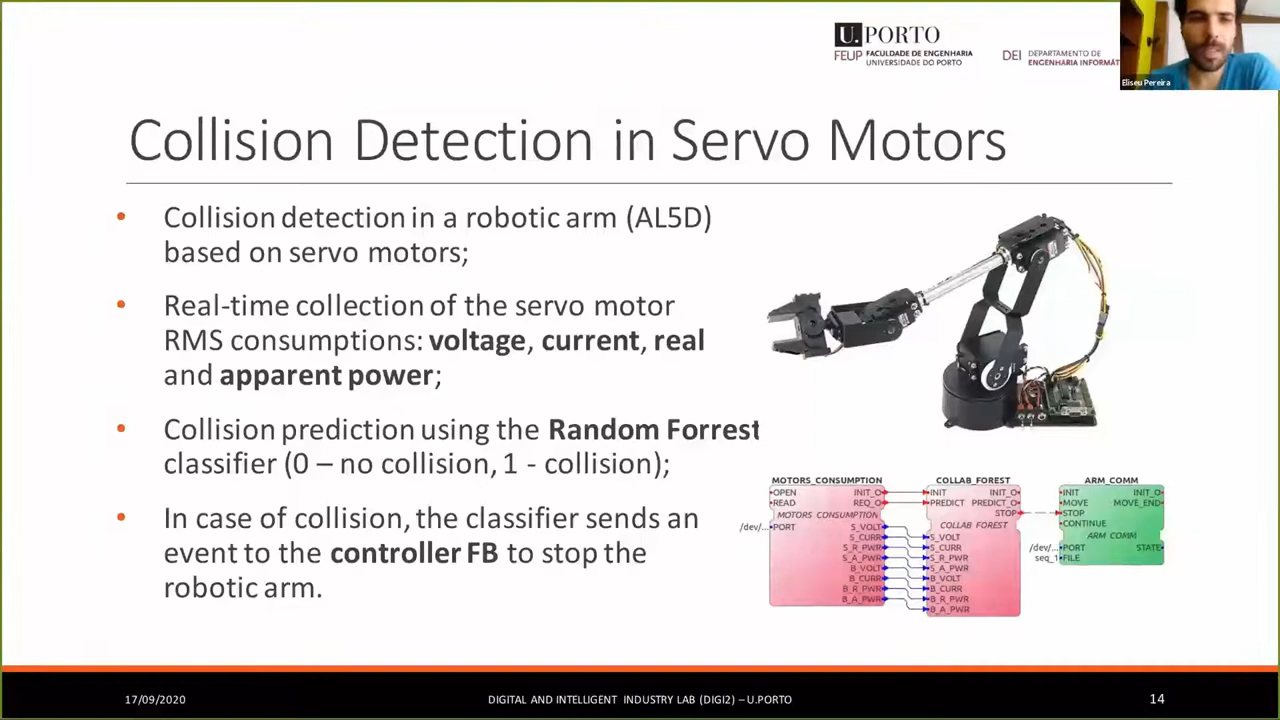 U. PORTO
FEUP FACULDADE DE ENGENHARIA
UNIVERSIDADE DO PORTO
DEI DEPARTAMENTO DE
ENGENHARIA INFORMÁT
Eliseu Pereira
Collision Detection in Servo Motors
• Collision detection in a robotic arm (AL5D)
based on servo motors;
• Real-time collection of the servo motor
RMS consumptions: voltage, current, real
and apparent power;
• Collision prediction using the Random Forrest
classifier (0 – no collision, 1 - collision);
• In case of collision, the classifier sends an
event to the controller FB to stop the
robotic arm.
MOTORS_CONSUMPTION
OPEN INIT_O
READ REQ_O
MOTORS CONSUMPTION
/dev/... PORT S_VOLT
S_CURR
S_R_PWR
S_A_PWR
B_VOLT
B_CURR
B_R_PWR
B_A_PWR
COLLAB_FOREST
INIT INIT_O
PREDICT PREDICT_O
STOP
COLLAB FOREST
S_VOLT
S_CURR
S_R_PWR
S_A_PWR
B_VOLT
B_CURR
B_R_PWR
B_A_PWR
ARM_COMM
INIT INIT_O
MOVE MOVE_END
STOP
CONTINUE
ARM COMM
/dev/... PORT STATE
seq_1 FILE
17/09/2020
DIGITAL AND INTELLIGENT INDUSTRY LAB (DIGI2) – U.PORTO
14